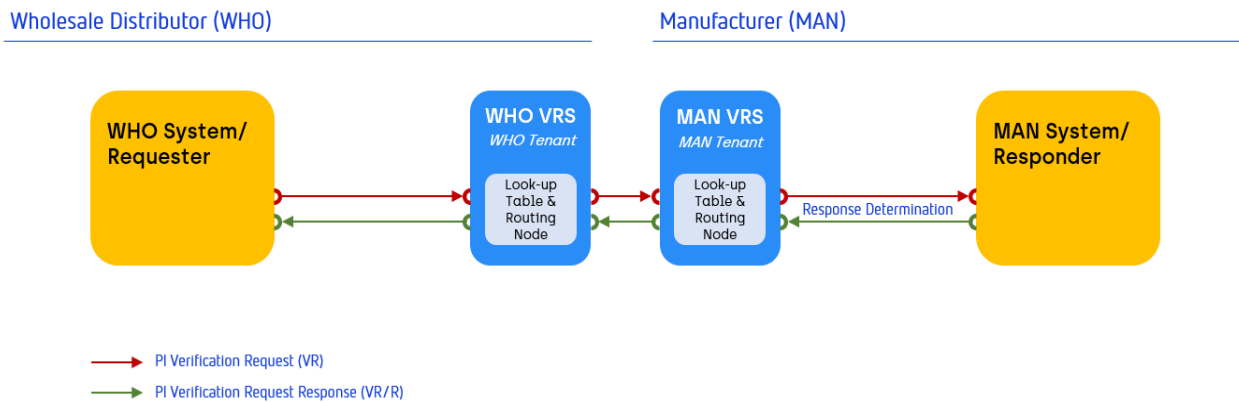 Wholesale Distributor (WHO)
Manufacturer (MAN)
WHO System/
Requester
WHO VRS
WHO Tenant
Look-up
Table &
Routing
Node
MAN VRS
MAN Tenant
Look-up
Table &
Routing
Node
Response Determination
MAN System/
Responder
PI Verification Request (VR)
PI Verification Request Response (VR/R)